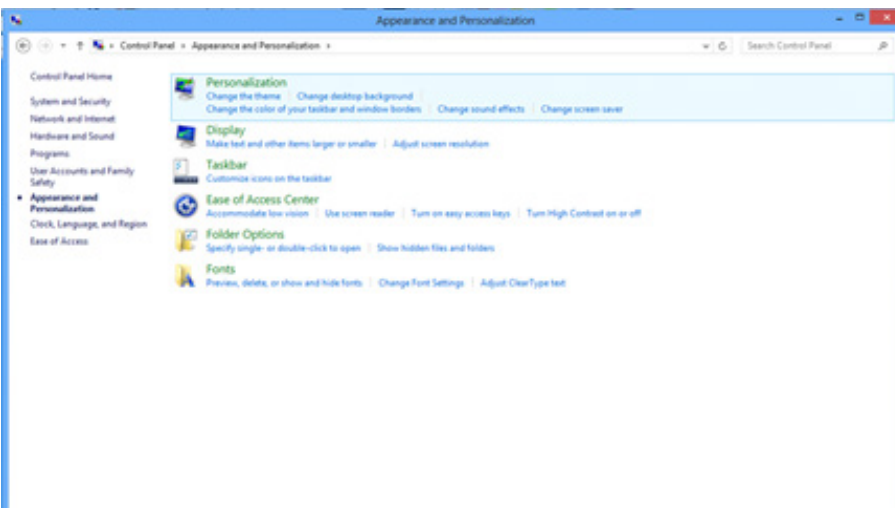 Appearance and Personalization
Control Panel Appearance and Personalization
Search Control Panel
Control Panel Home
System and Security
Network and Internet
Hardware and Sound
Programs
User Accounts and Family
Safety
Appearance and
Personalization
Clock, Language, and Region
Ease of Access
Personalization
Change the theme Change desktop background
Change the color of your taskbar and window borders Change sound effects Change screen saver
Display
Make text and other items larger or smaller Adjust screen resolution
Taskbar
Customize icons on the taskbar
Ease of Access Center
Accommodate low vision Use screen reader Turn on easy access keys Turn High Contrast on or off
Folder Options
Specify single- or double-click to open Show hidden files and folders
Fonts
Preview, delete, or show and hide fonts Change Font Settings Adjust ClearType text